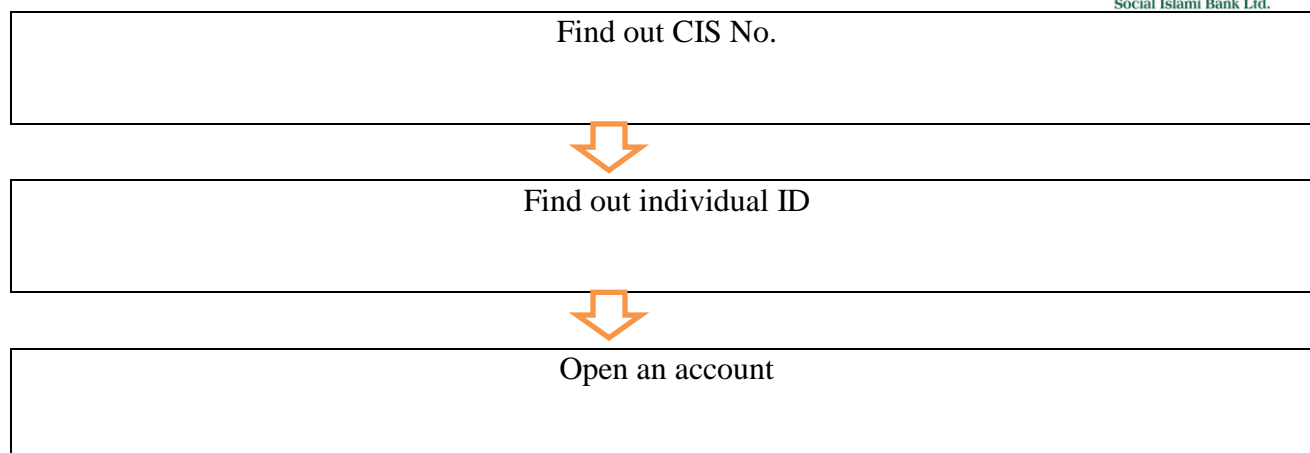 Social Islami Bank Ltd.
Find out CIS No.
Find out individual ID
Open an account